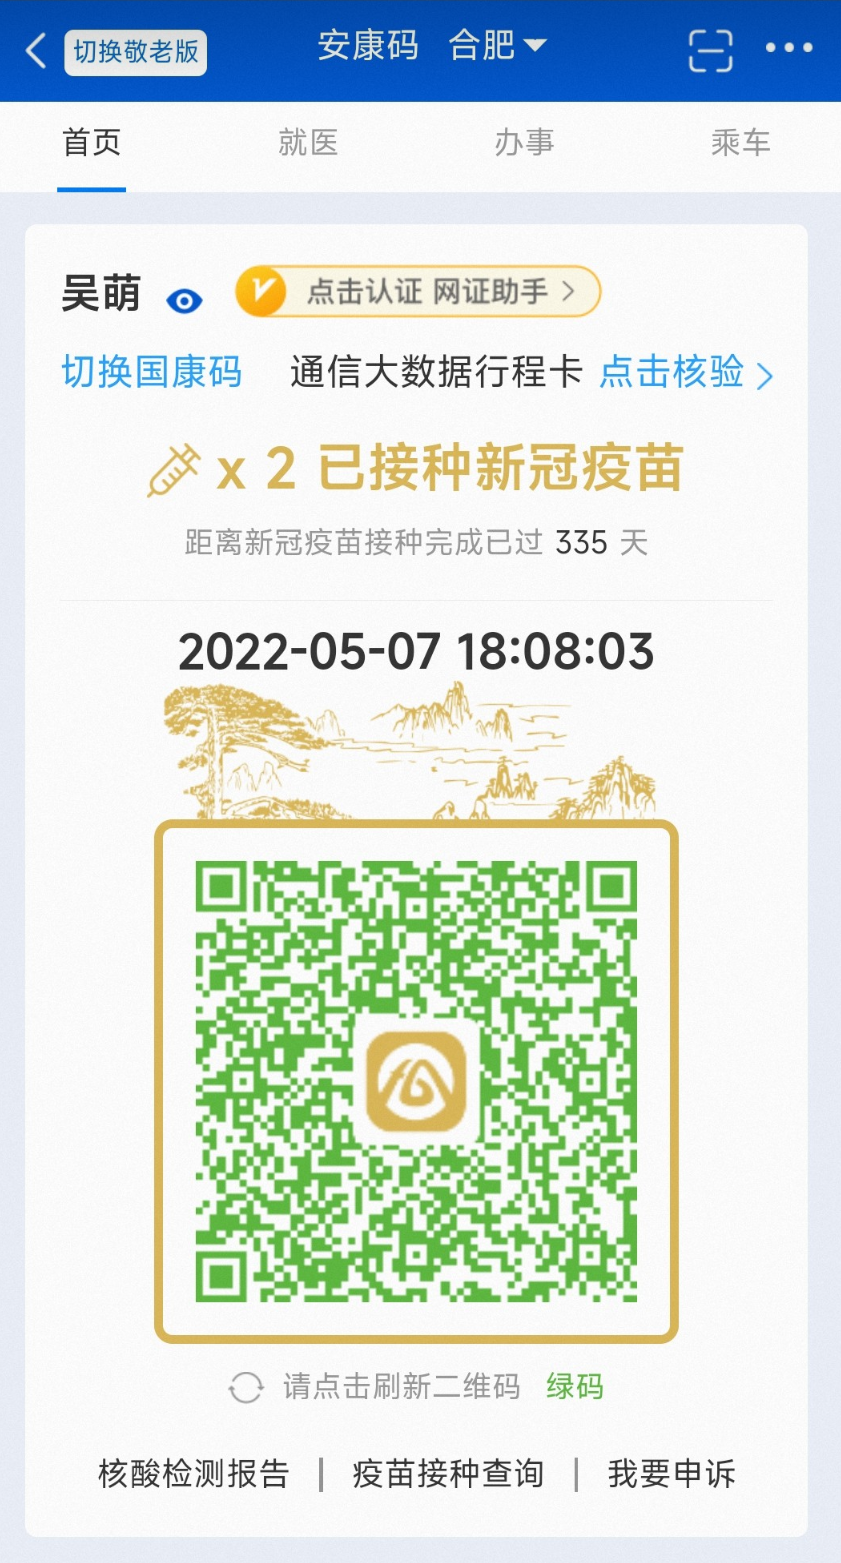 切换敬老版 安康码 合肥
首页 就医 办事 乘车
吴萌 点击认证 网证助手
切换国康码 通信大数据行程卡 点击核验
x 2 已接种新冠疫苗
距离新冠疫苗接种完成已过 335 天
2022-05-07 18:08:03
请点击刷新二维码 绿码
核酸检测报告 | 疫苗接种查询 | 我要申诉